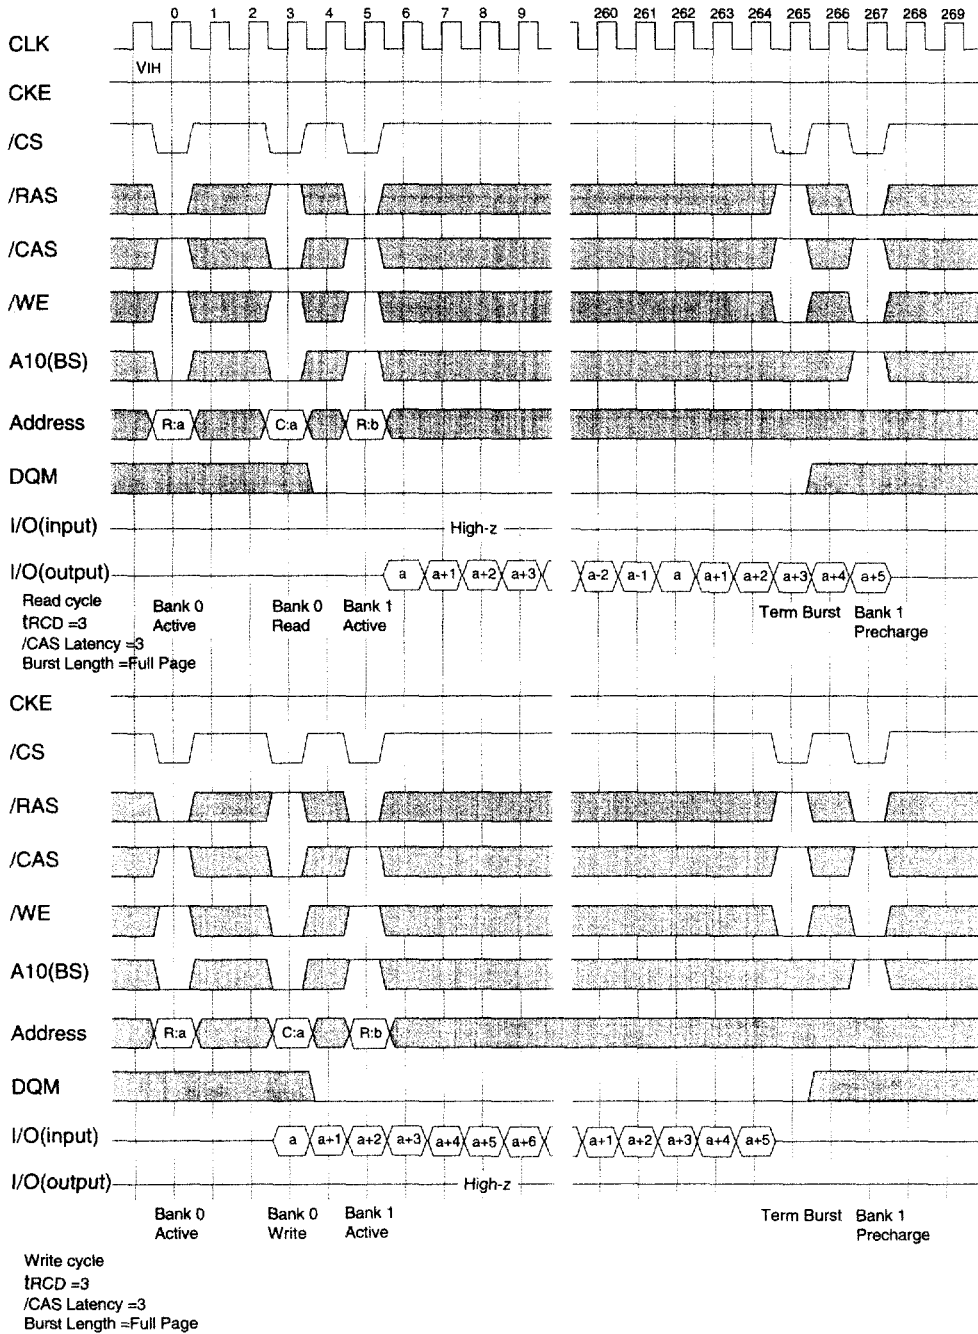 0 1 2 3 4 5 6 7 8 9 260 261 262 263 264 265 266 267 268 269
CLK
VIH
CKE
/CS
/RAS
/CAS
/WE
A10(BS)
Address R:a C:a R:b
DQM
I/O(input) High-z
I/O(output) a a+1 a+2 a+3 a-2 a-1 a a+1 a+2 a+3 a+4 a+5
Read cycle
tRCD =3
/CAS Latency =3
Burst Length =Full Page
Bank 0
Active
Bank 0
Read
Bank 1
Active
Term Burst
Bank 1
Precharge
CKE
/CS
/RAS
/CAS
/WE
A10(BS)
Address R:a C:a R:b
DQM
I/O(input) a a+1 a+2 a+3 a+4 a+5 a+6 a+1 a+2 a+3 a+4 a+5
I/O(output) High-z
Bank 0
Active
Bank 0
Write
Bank 1
Active
Term Burst
Bank 1
Precharge
Write cycle
tRCD =3
/CAS Latency =3
Burst Length =Full Page